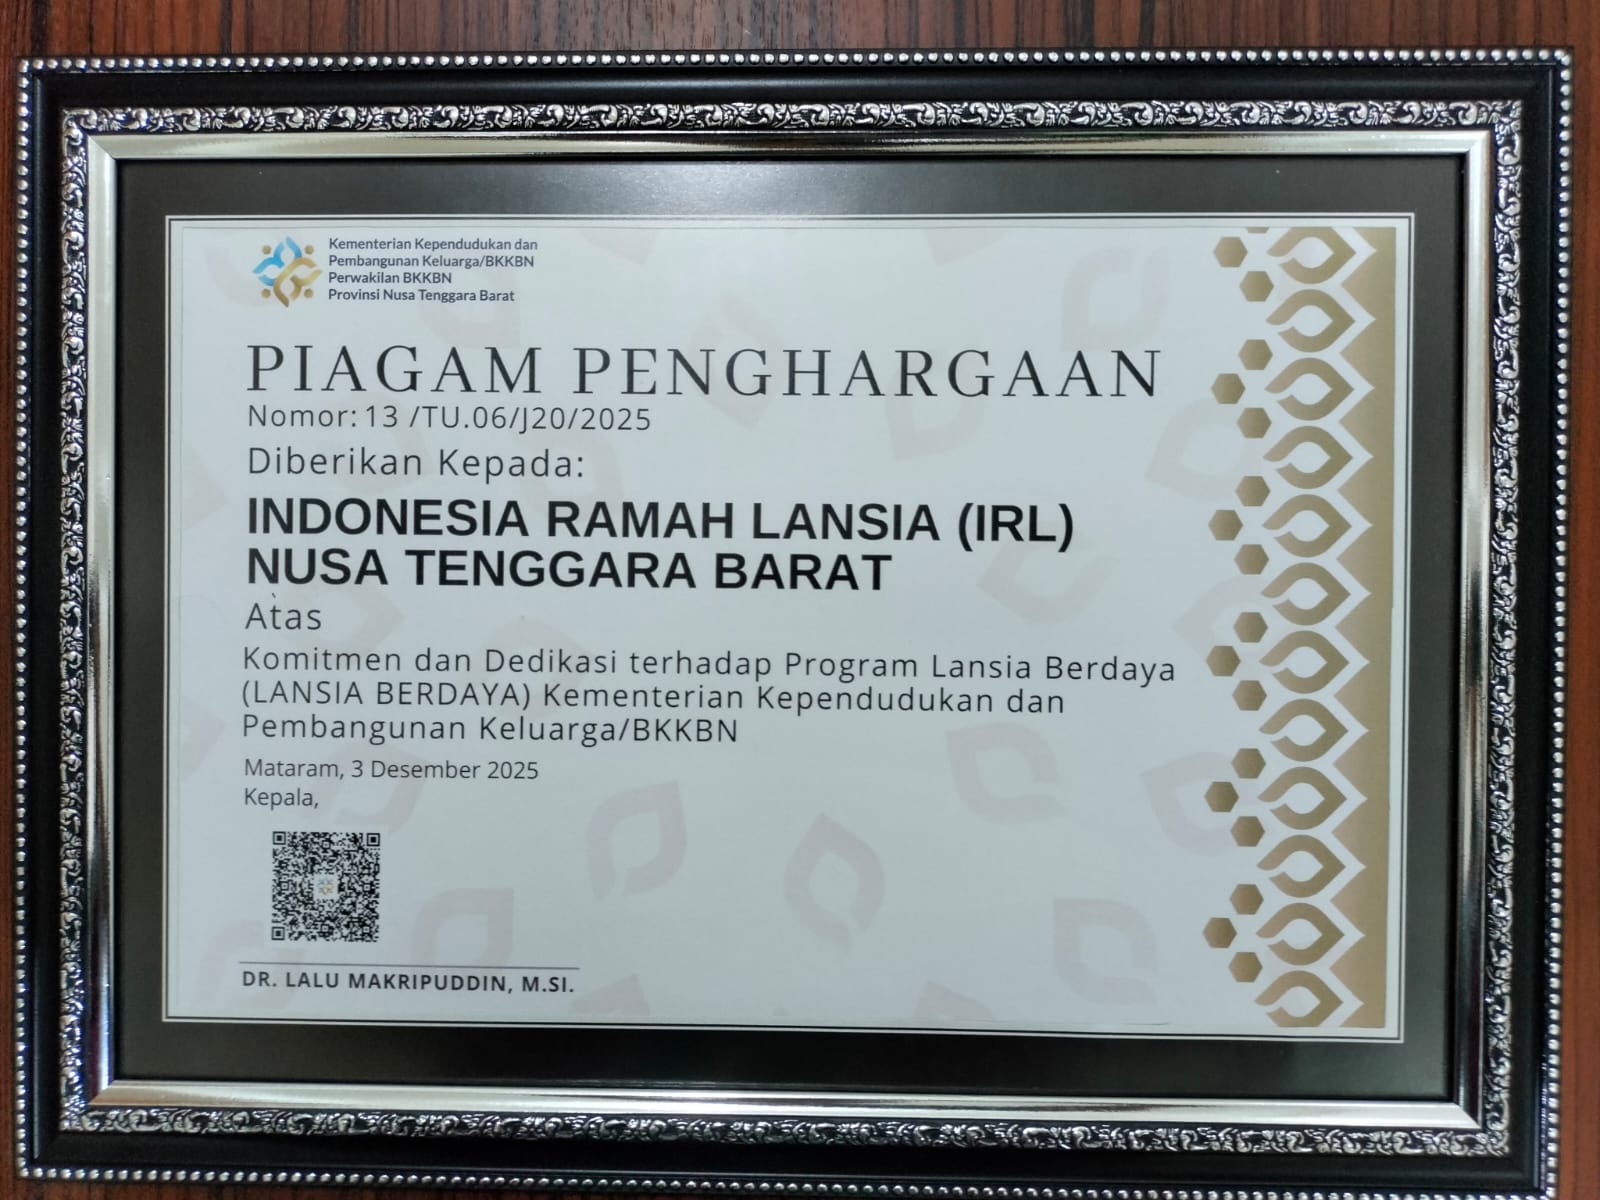 Kementerian Kependudukan dan
Pembangunan Keluarga/BKKBN
Perwakilan BKKBN
Provinsi Nusa Tenggara Barat
PIAGAM PENGHARGAAN
Nomor: 13 /TU.06/J20/2025
Diberikan Kepada:
INDONESIA RAMAH LANSIA (IRL)
NUSA TENGGARA BARAT
Atas
Komitmen dan Dedikasi terhadap Program Lansia Berdaya
(LANSIA BERDAYA) Kementerian Kependudukan dan
Pembangunan Keluarga/BKKBN
Mataram, 3 Desember 2025
Kepala,
DR. LALU MAKRIPUDDIN, M.SI.